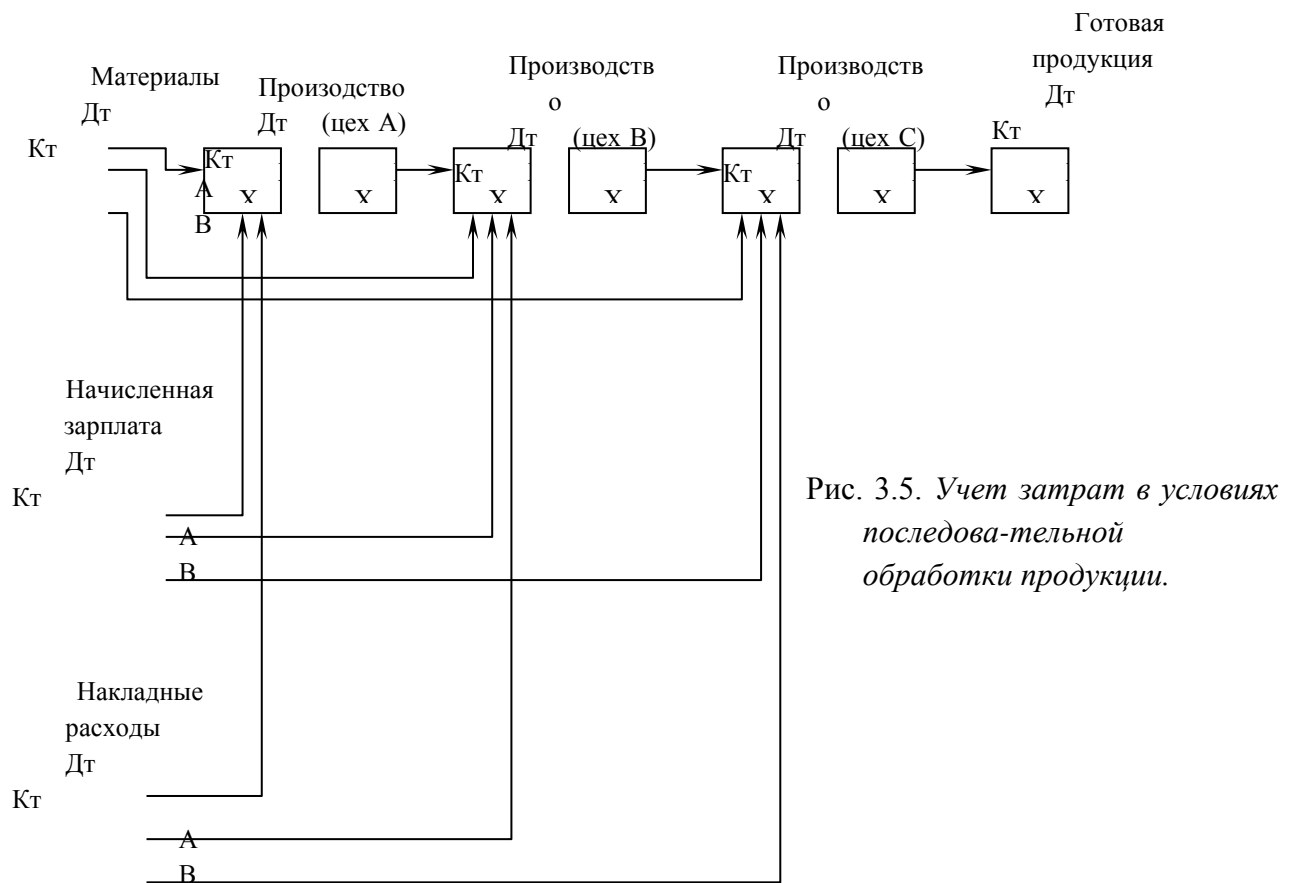 Готовая
продукция
Дт
Кт
Материалы
Дт
Кт
Произодство
Дт (цех А)
Кт
А
В
Х
Х
Производств
о
Дт (цех В)
Кт
Х
Х
Производств
о
Дт (цех С)
Кт
Х
Х
Х
Начисленная
зарплата
Дт
Кт
А
В
Рис. 3.5. Учет затрат в условиях
последова-тельной
обработки продукции.
Накладные
расходы
Дт
Кт
А
В